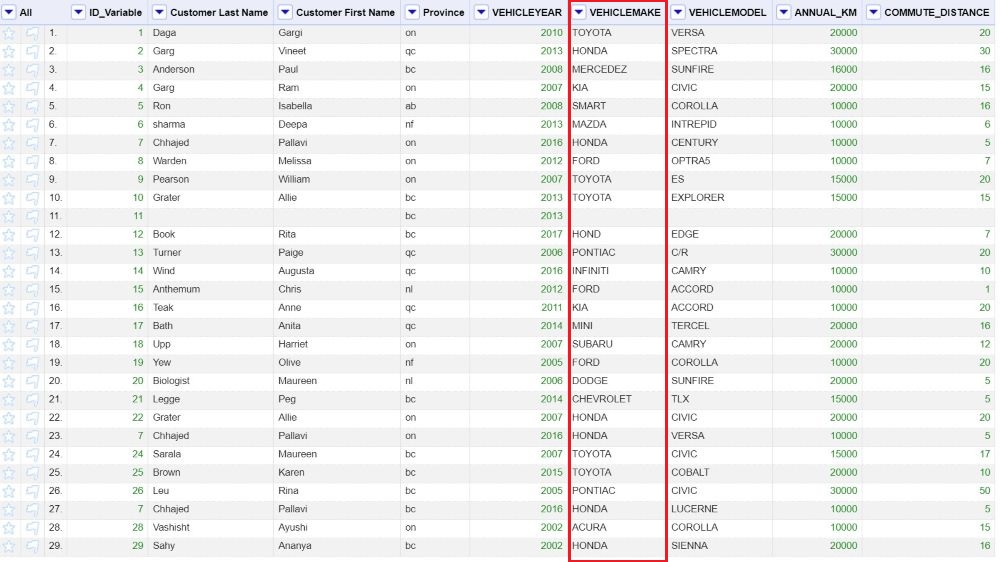 All ID_Variable Customer Last Name Customer First Name Province VEHICLEYEAR VEHICLEMAKE VEHICLEMODEL ANNUAL_KM COMMUTE_DISTANCE
1. 1 Daga Gargi on 2010 TOYOTA VERSA 20000 20
2. 2 Garg Vineet qc 2013 HONDA SPECTRA 30000 30
3. 3 Anderson Paul bc 2008 MERCEDEZ SUNFIRE 16000 16
4. 4 Garg Ram on 2007 KIA CIVIC 20000 15
5. 5 Ron Isabella ab 2008 SMART COROLLA 10000 16
6. 6 sharma Deepa nf 2013 MAZDA INTREPID 10000 6
7. 7 Chhajed Pallavi on 2016 HONDA CENTURY 10000 5
8. 8 Warden Melissa on 2012 FORD OPTRA5 10000 7
9. 9 Pearson William on 2007 TOYOTA ES 15000 20
10. 10 Grater Allie bc 2013 TOYOTA EXPLORER 15000 15
11. 11 bc 2013
12. 12 Book Rita bc 2017 HOND EDGE 20000 7
13. 13 Turner Paige qc 2006 PONTIAC C/R 30000 20
14. 14 Wind Augusta qc 2016 INFINITI CAMRY 10000 10
15. 15 Anthemum Chris nl 2012 FORD ACCORD 10000 1
16. 16 Teak Anne qc 2011 KIA ACCORD 10000 20
17. 17 Bath Anita qc 2014 MINI TERCEL 20000 16
18. 18 Upp Harriet on 2007 SUBARU CAMRY 20000 12
19. 19 Yew Olive nf 2005 FORD COROLLA 10000 20
20. 20 Biologist Maureen nl 2006 DODGE SUNFIRE 20000 5
21. 21 Legge Peg bc 2014 CHEVROLET TLX 15000 5
22. 22 Grater Allie on 2007 HONDA CIVIC 20000 20
23. 7 Chhajed Pallavi on 2016 HONDA VERSA 10000 5
24. 24 Sarala Maureen bc 2007 TOYOTA CIVIC 15000 17
25. 25 Brown Karen bc 2015 TOYOTA COBALT 20000 10
26. 26 Leu Rina bc 2005 PONTIAC CIVIC 30000 50
27. 7 Chhajed Pallavi bc 2016 HONDA LUCERNE 10000 5
28. 28 Vashisht Ayushi on 2002 ACURA COROLLA 10000 15
29. 29 Sahy Ananya bc 2002 HONDA SIENNA 20000 16